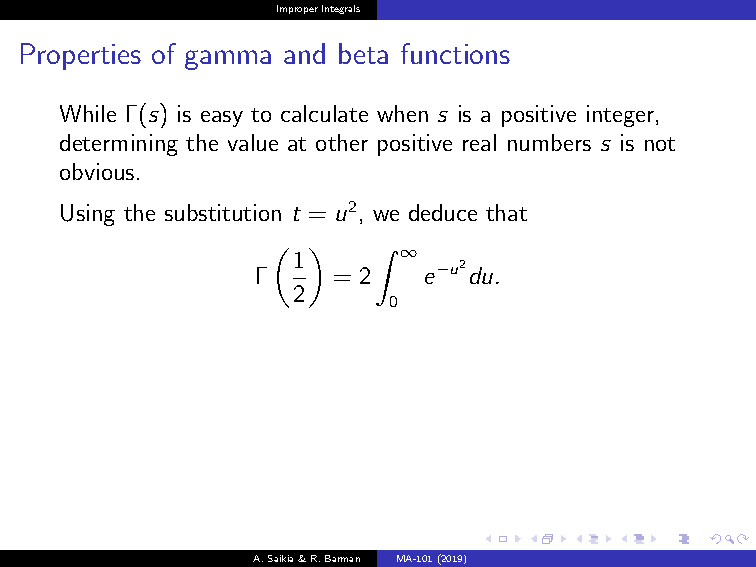 Improper Integrals
Properties of gamma and beta functions
While Γ(s) is easy to calculate when s is a positive integer,
determining the value at other positive real numbers s is not
obvious.
Using the substitution t = u², we deduce that
Γ(1/2) = 2 ∫₀^∞ e^{−u²} du.
A. Saikia & R. Barman MA-101 (2019)